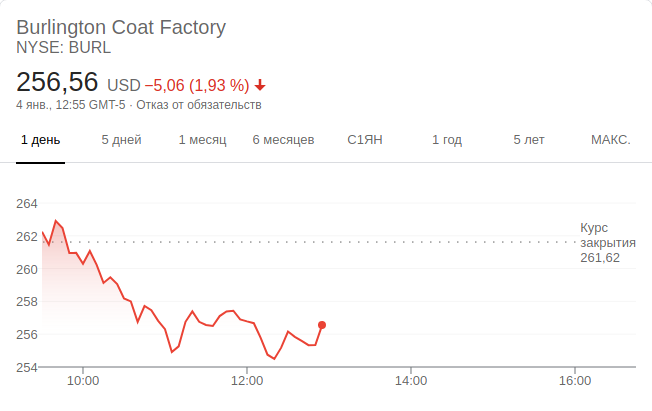 Burlington Coat Factory
NYSE: BURL
256,56 USD −5,06 (1,93 %)
4 янв., 12:55 GMT-5 · Отказ от обязательств
1 день 5 дней 1 месяц 6 месяцев С1ЯН 1 год 5 лет МАКС.
264
262
260
258
256
254
Курс
закрытия
261,62
10:00 12:00 14:00 16:00